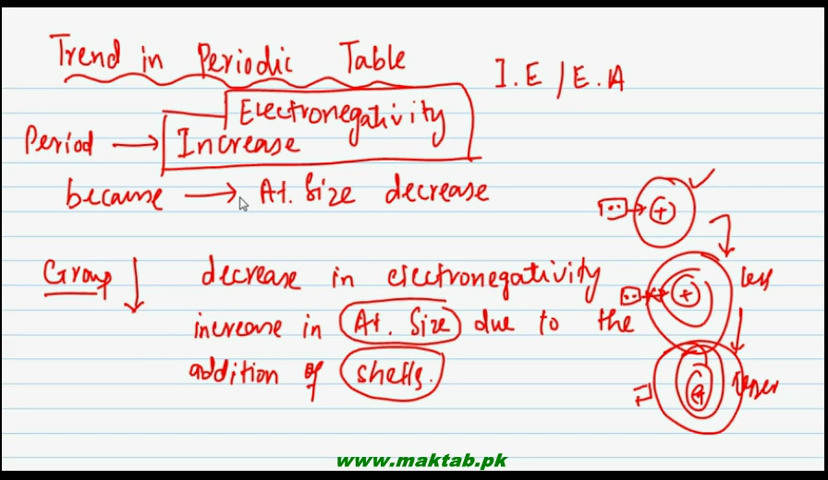 Trend in Periodic Table
I.E / E.A
Electronegativity
Period → Increase
because → At. Size decrease
+
Group ↓ decrease in electronegativity
+
less
increase in At. Size due to the
addition of shells.
+
lesser
www.maktab.pk